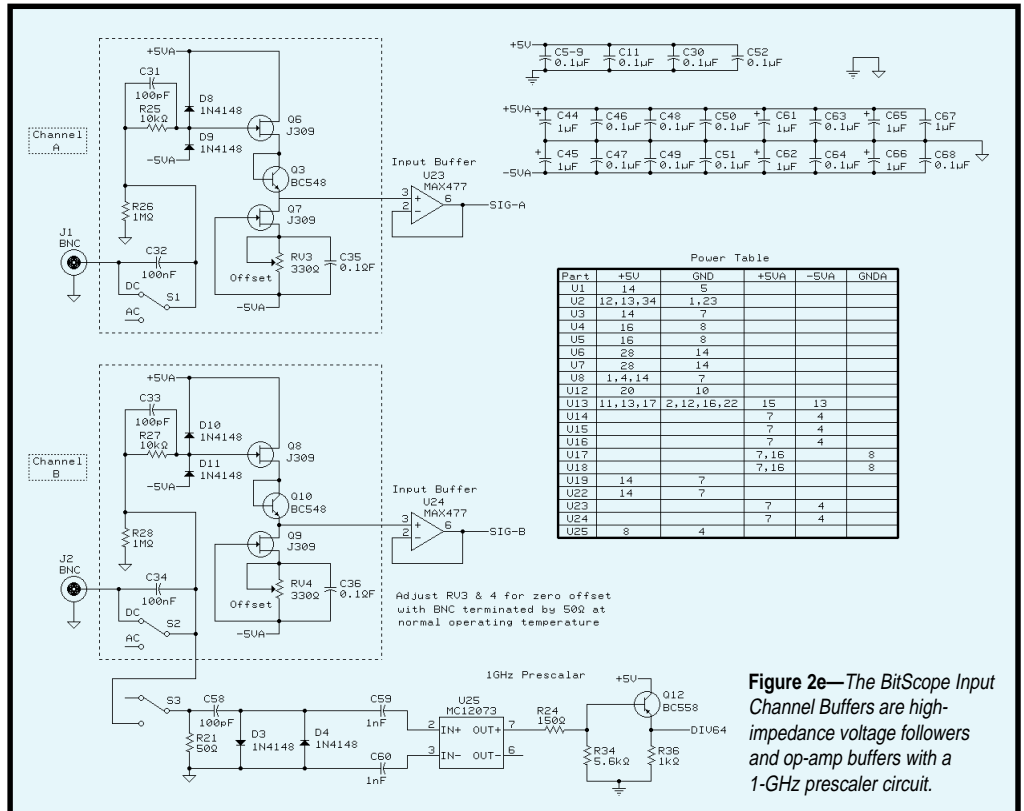 +5VA
C31
100pF
R25
10kΩ
D8
1N4148
D9
1N4148
-5VA
Q6
J309
Channel
A
R26
1MΩ
Q3
BC548
Q7
J309
J1
BNC
C32
100nF
DC
S1
AC
RV3
330Ω
Offset
C35
0.1ΩF
-5VA
Input Buffer
U23
MAX477
3
2
6
+
-
SIG-A
+5V
C5-9
0.1µF
C11
0.1µF
C30
0.1µF
C52
0.1µF
+5VA
+
C44
1µF
C46
0.1µF
C48
0.1µF
C50
0.1µF
+
C61
1µF
C63
0.1µF
+
C65
1µF
C67
1µF
+
C45
1µF
C47
0.1µF
C49
0.1µF
C51
0.1µF
+
C62
1µF
C64
0.1µF
+
C66
1µF
C68
0.1µF
-5VA
Power Table
Part +5V GND +5VA -5VA GNDA
U1 14 5
U2 12,13,34 1,23
U3 14 7
U4 16 8
U5 16 8
U6 28 14
U7 28 14
U8 1,4,14 7
U12 20 10
U13 11,13,17 2,12,16,22 15 13
U14 7 4
U15 7 4
U16 7 4
U17 7,16 8
U18 7,16 8
U19 14 7
U22 14 7
U23 7 4
U24 7 4
U25 8 4
+5VA
C33
100pF
R27
10kΩ
D10
1N4148
D11
1N4148
-5VA
Q8
J309
Channel
B
R28
1MΩ
Q10
BC548
Q9
J309
J2
BNC
C34
100nF
DC
S2
AC
RV4
330Ω
Offset
C36
0.1ΩF
-5VA
Input Buffer
U24
MAX477
3
2
6
+
-
SIG-B
Adjust RV3 & 4 for zero offset
with BNC terminated by 50Ω at
normal operating temperature
1GHz Prescalar
S3
R21
50Ω
C58
100pF
D3
1N4148
D4
1N4148
C59
1nF
C60
1nF
U25
MC12073
2
IN+ OUT+
7
3
IN- OUT-
6
R24
150Ω
+5V
Q12
BC558
DIV64
R34
5.6kΩ
R36
1kΩ
Figure 2e—The BitScope Input
Channel Buffers are high-
impedance voltage followers
and op-amp buffers with a
1-GHz prescaler circuit.